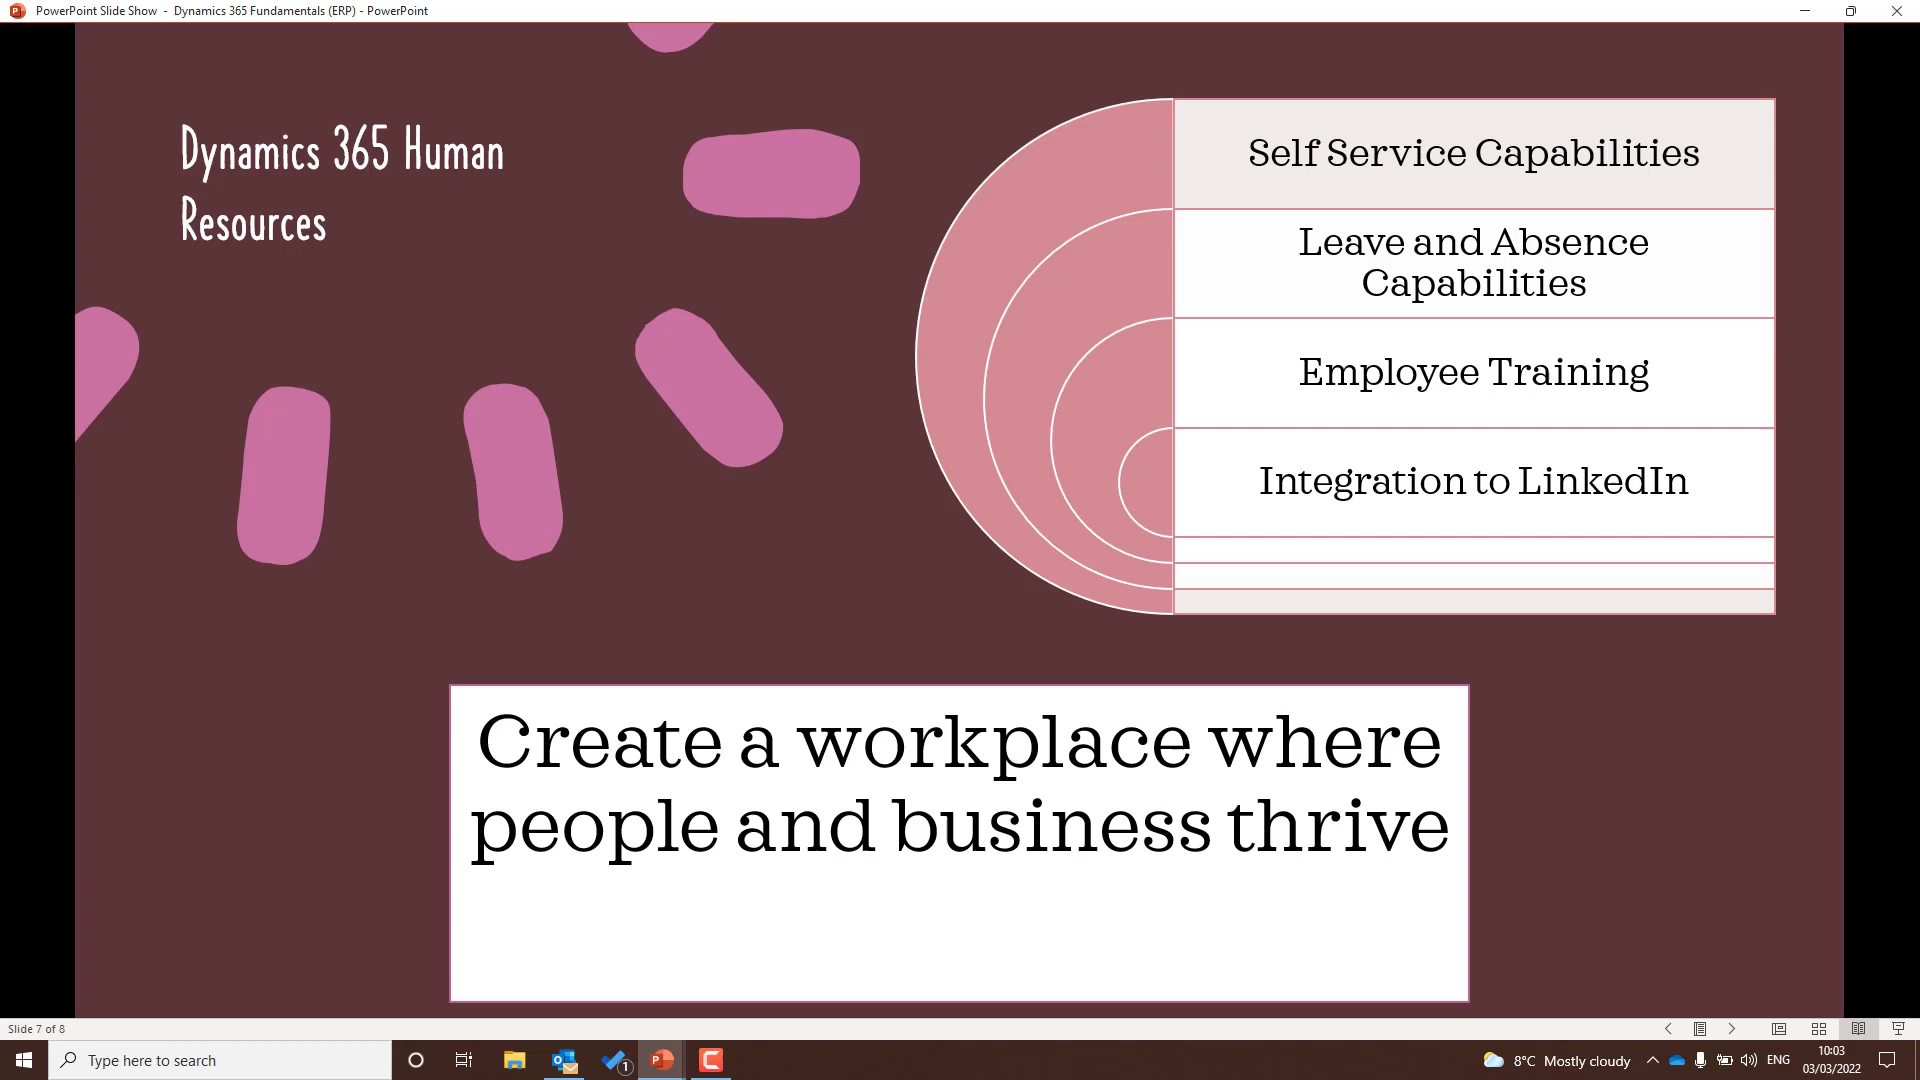 PowerPoint Slide Show - Dynamics 365 Fundamentals (ERP) - PowerPoint
Dynamics 365 Human
Resources
Self Service Capabilities
Leave and Absence
Capabilities
Employee Training
Integration to LinkedIn
Create a workplace where
people and business thrive
Slide 7 of 8
Type here to search
1
8°C Mostly cloudy
ENG
10:03
03/03/2022